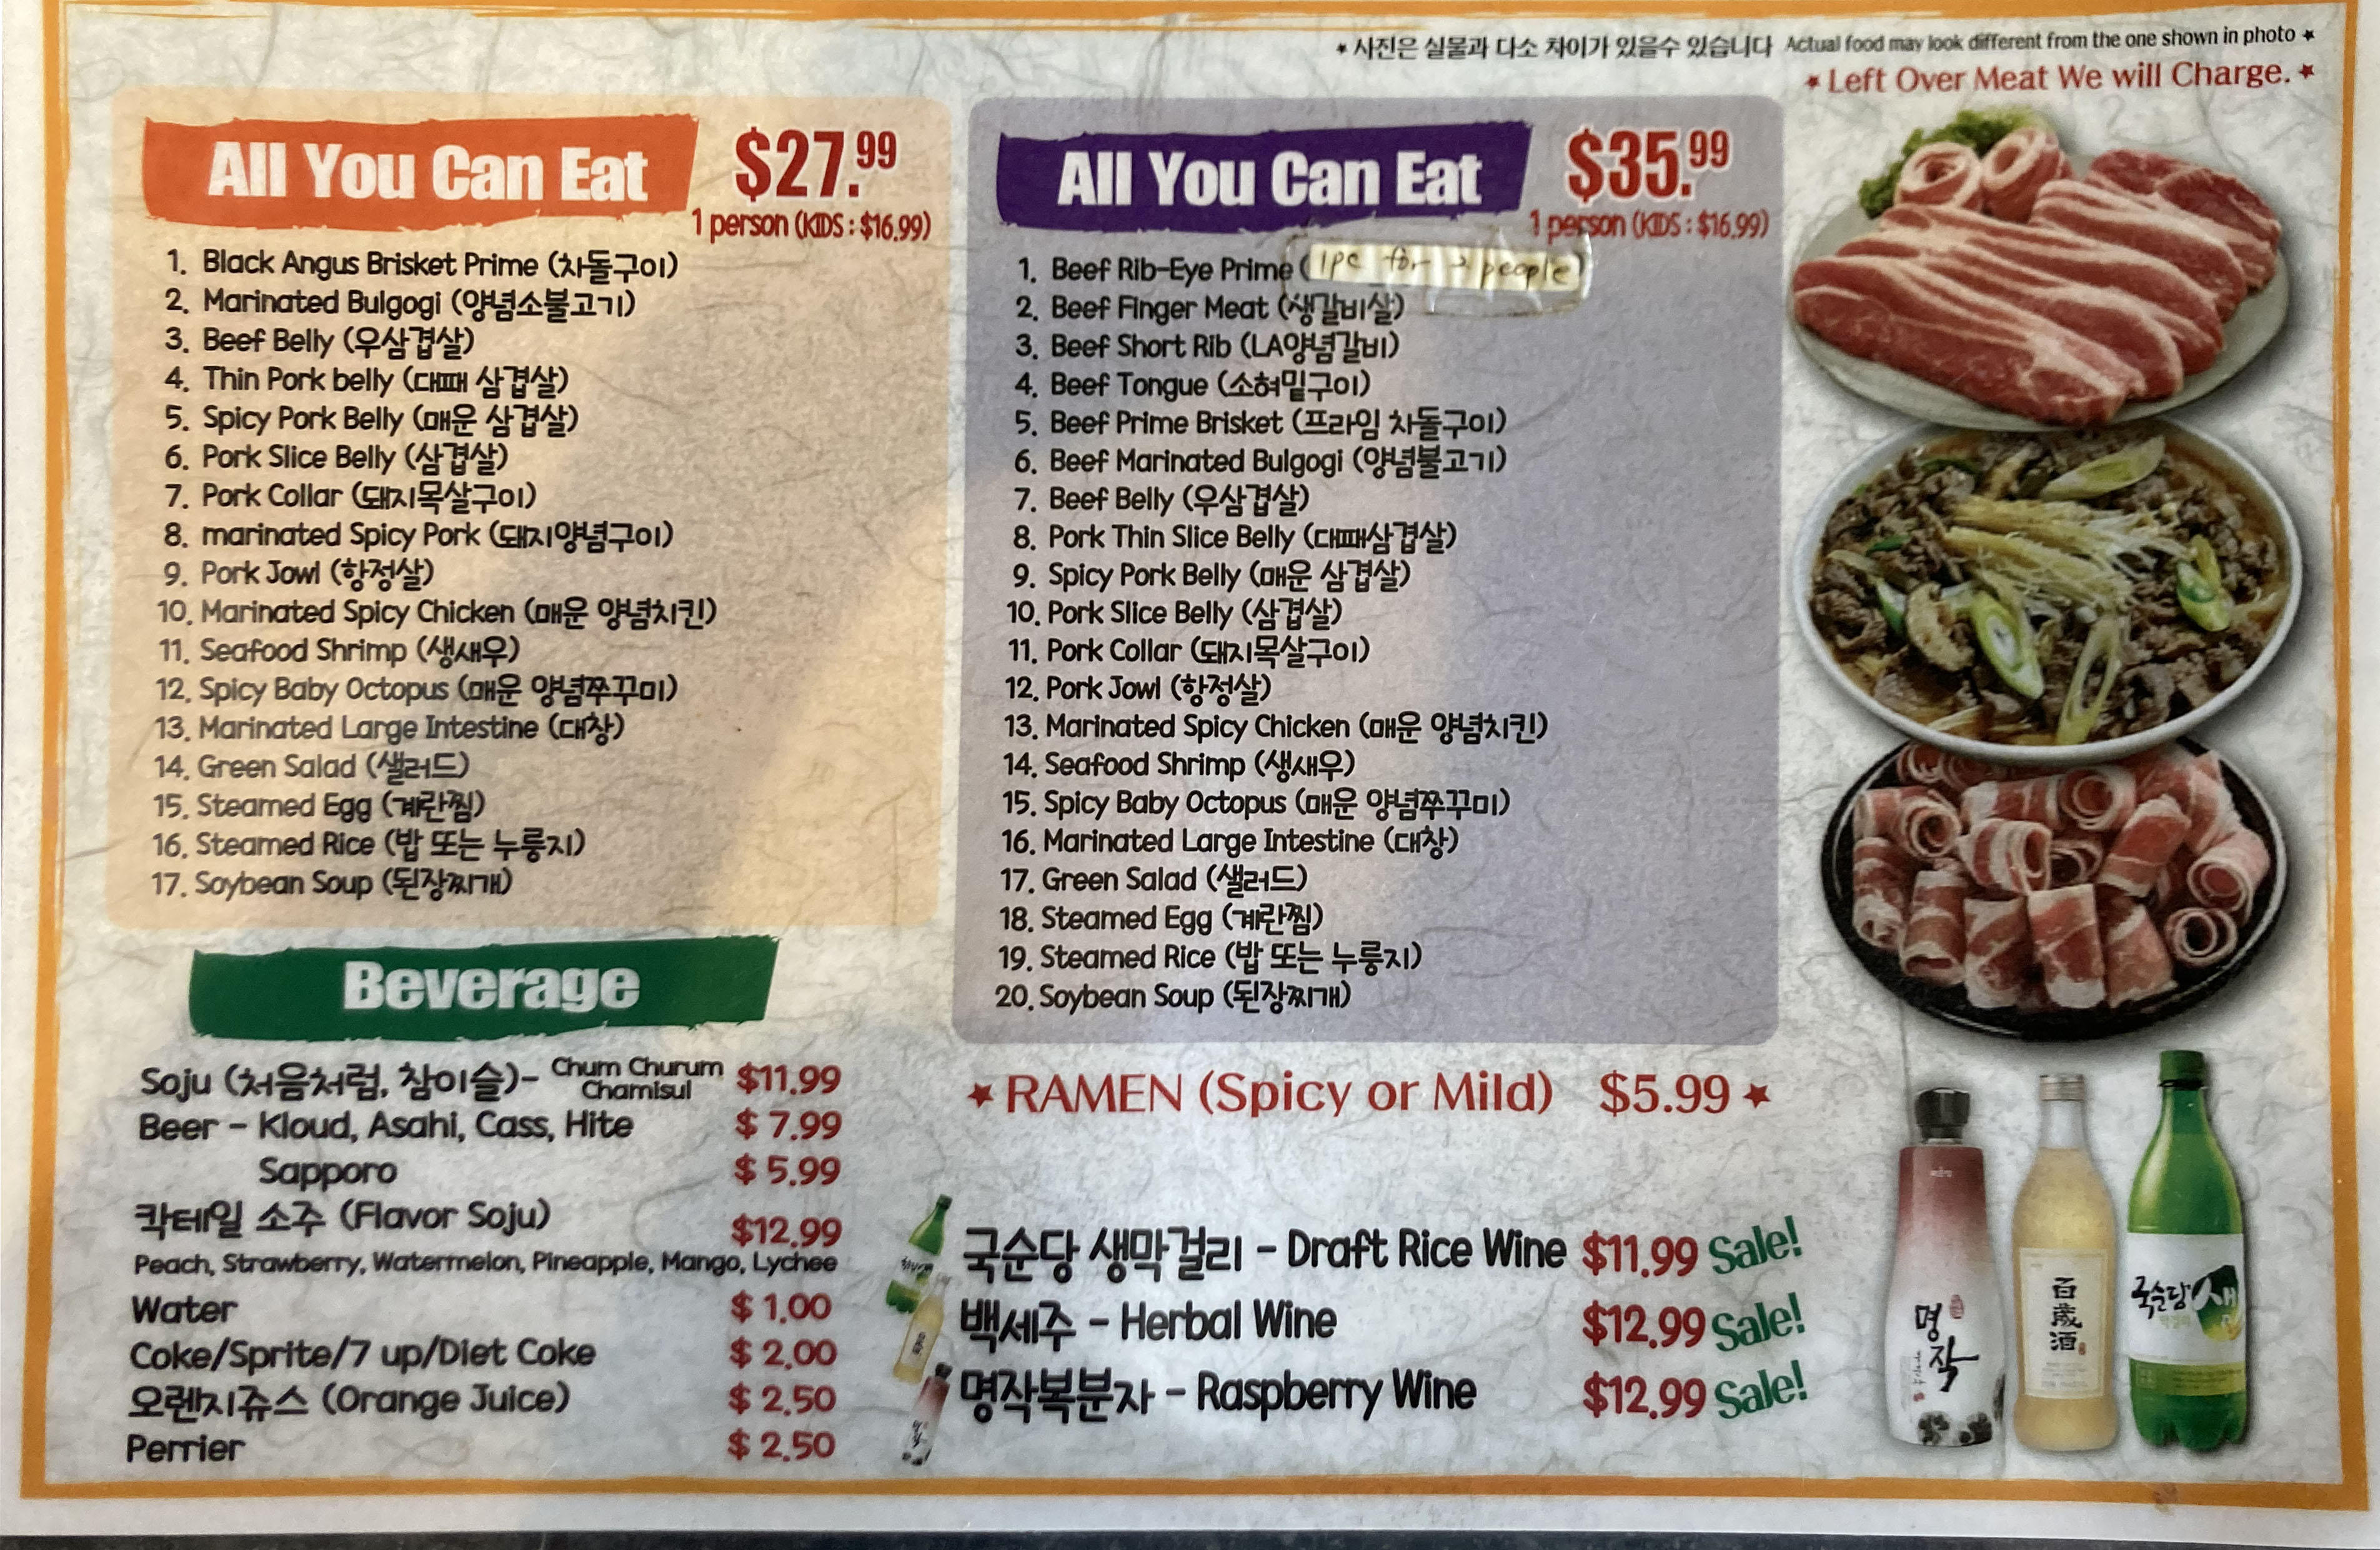 * 사진은 실물과 다소 차이가 있을수 있습니다 Actual food may look different from the one shown in photo *
* Left Over Meat We will Charge. *
All You Can Eat $27.99
1 person (KIDS : $16.99)
1. Black Angus Brisket Prime (차돌구이)
2. Marinated Bulgogi (양념소불고기)
3. Beef Belly (우삼겹살)
4. Thin Pork belly (대패 삼겹살)
5. Spicy Pork Belly (매운 삼겹살)
6. Pork Slice Belly (삼겹살)
7. Pork Collar (돼지목살구이)
8. marinated Spicy Pork (돼지양념구이)
9. Pork Jowl (항정살)
10. Marinated Spicy Chicken (매운 양념치킨)
11. Seafood Shrimp (생새우)
12. Spicy Baby Octopus (매운 양념쭈꾸미)
13. Marinated Large Intestine (대창)
14. Green Salad (샐러드)
15. Steamed Egg (계란찜)
16. Steamed Rice (밥 또는 누룽지)
17. Soybean Soup (된장찌개)
All You Can Eat $35.99
1 person (KIDS : $16.99)
1. Beef Rib-Eye Prime (1pc for 2 people)
2. Beef Finger Meat (생갈비살)
3. Beef Short Rib (LA양념갈비)
4. Beef Tongue (소혀밑구이)
5. Beef Prime Brisket (프라임 차돌구이)
6. Beef Marinated Bulgogi (양념불고기)
7. Beef Belly (우삼겹살)
8. Pork Thin Slice Belly (대패삼겹살)
9. Spicy Pork Belly (매운 삼겹살)
10. Pork Slice Belly (삼겹살)
11. Pork Collar (돼지목살구이)
12. Pork Jowl (항정살)
13. Marinated Spicy Chicken (매운 양념치킨)
14. Seafood Shrimp (생새우)
15. Spicy Baby Octopus (매운 양념쭈꾸미)
16. Marinated Large Intestine (대창)
17. Green Salad (샐러드)
18. Steamed Egg (계란찜)
19. Steamed Rice (밥 또는 누룽지)
20. Soybean Soup (된장찌개)
Beverage
Soju (처음처럼, 참이슬)- Chum Churum Chamisul $11.99
Beer - Kloud, Asahi, Cass, Hite $ 7.99
Sapporo $ 5.99
칵테일 소주 (Flavor Soju) $12.99
Peach, Strawberry, Watermelon, Pineapple, Mango, Lychee
Water $ 1.00
Coke/Sprite/7 up/Diet Coke $ 2.00
오렌지쥬스 (Orange Juice) $ 2.50
Perrier $ 2.50
* RAMEN (Spicy or Mild) $5.99 *
국순당 생막걸리 - Draft Rice Wine $11.99 Sale!
백세주 - Herbal Wine $12.99 Sale!
명작복분자 - Raspberry Wine $12.99 Sale!
명작
百歲酒
국순당 생